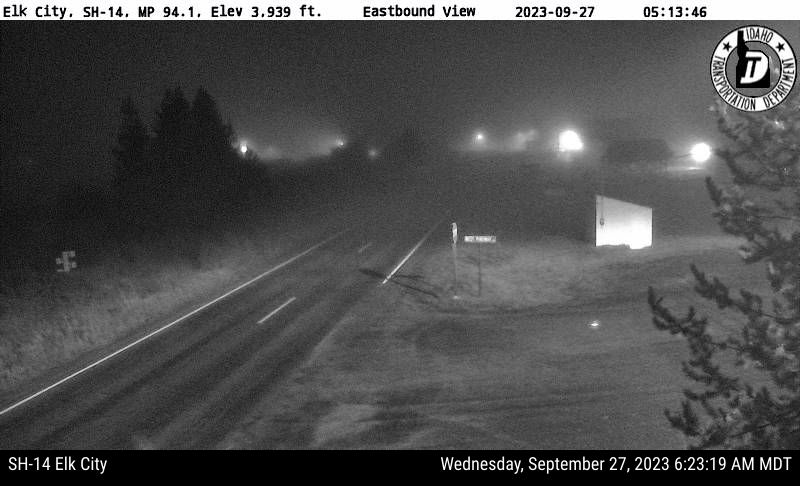 Elk City, SH-14, MP 94.1, Elev 3,939 ft. Eastbound View 2023-09-27 05:13:46
IDAHO
TRANSPORTATION DEPARTMENT
SH-14 Elk City Wednesday, September 27, 2023 6:23:19 AM MDT